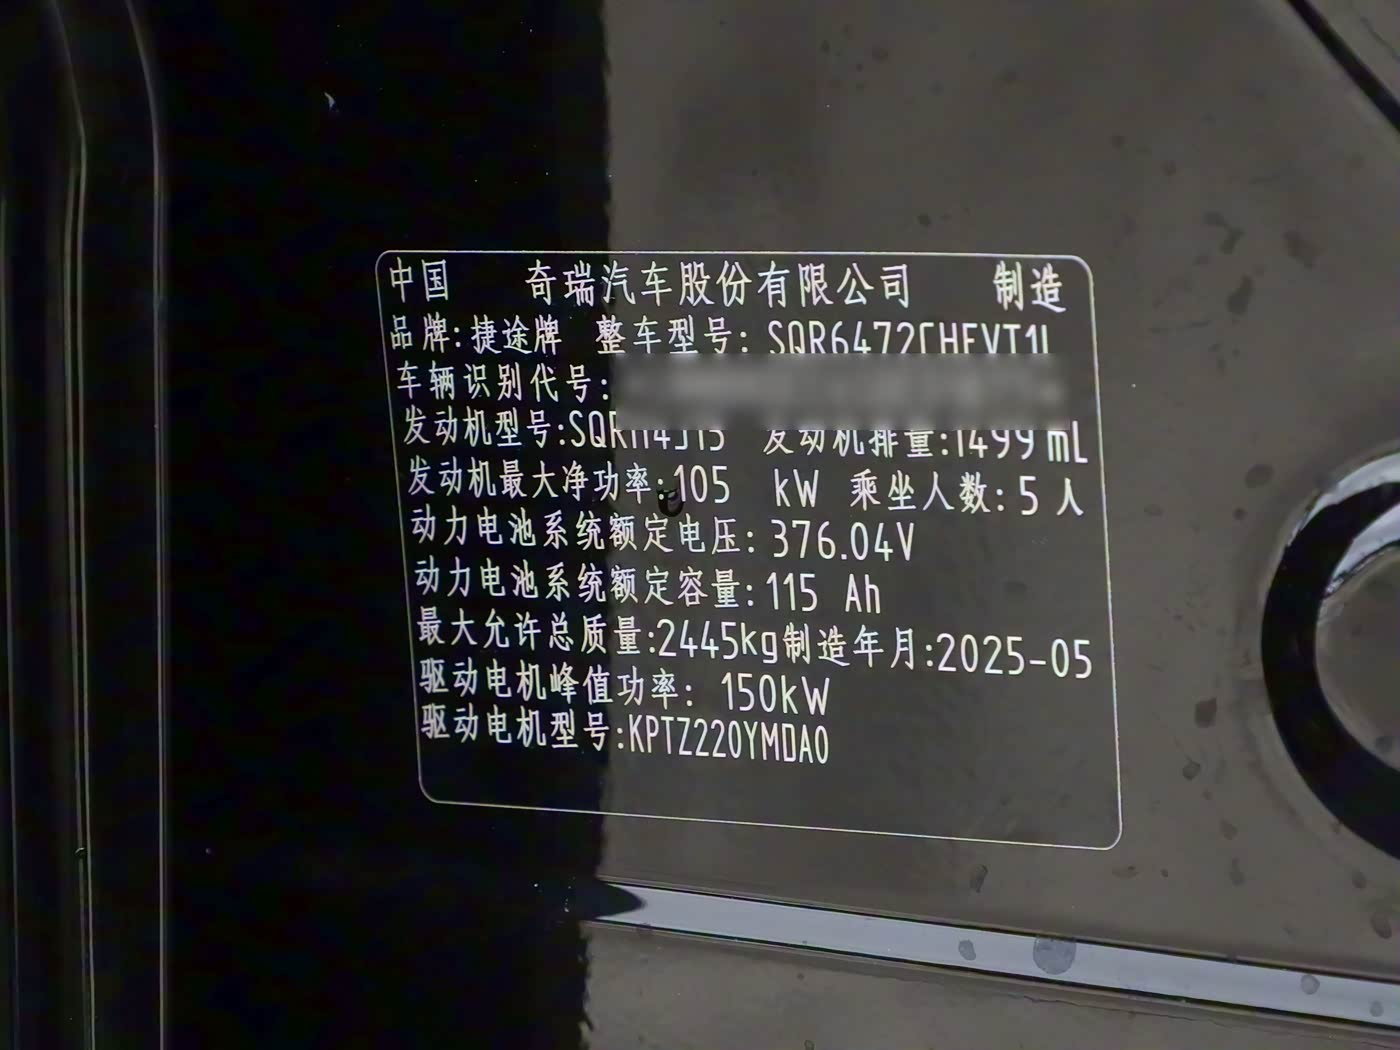 中国 奇瑞汽车股份有限公司 制造
品牌:捷途牌 整车型号: SQR6472CHEVT1L
车辆识别代号:
发动机型号:SQRH4J15 发动机排量:1499mL
发动机最大净功率:105 kW 乘坐人数:5人
动力电池系统额定电压:376.04V
动力电池系统额定容量:115 Ah
最大允许总质量:2445kg制造年月:2025-05
驱动电机峰值功率: 150kW
驱动电机型号:KPTZ220YMDA0